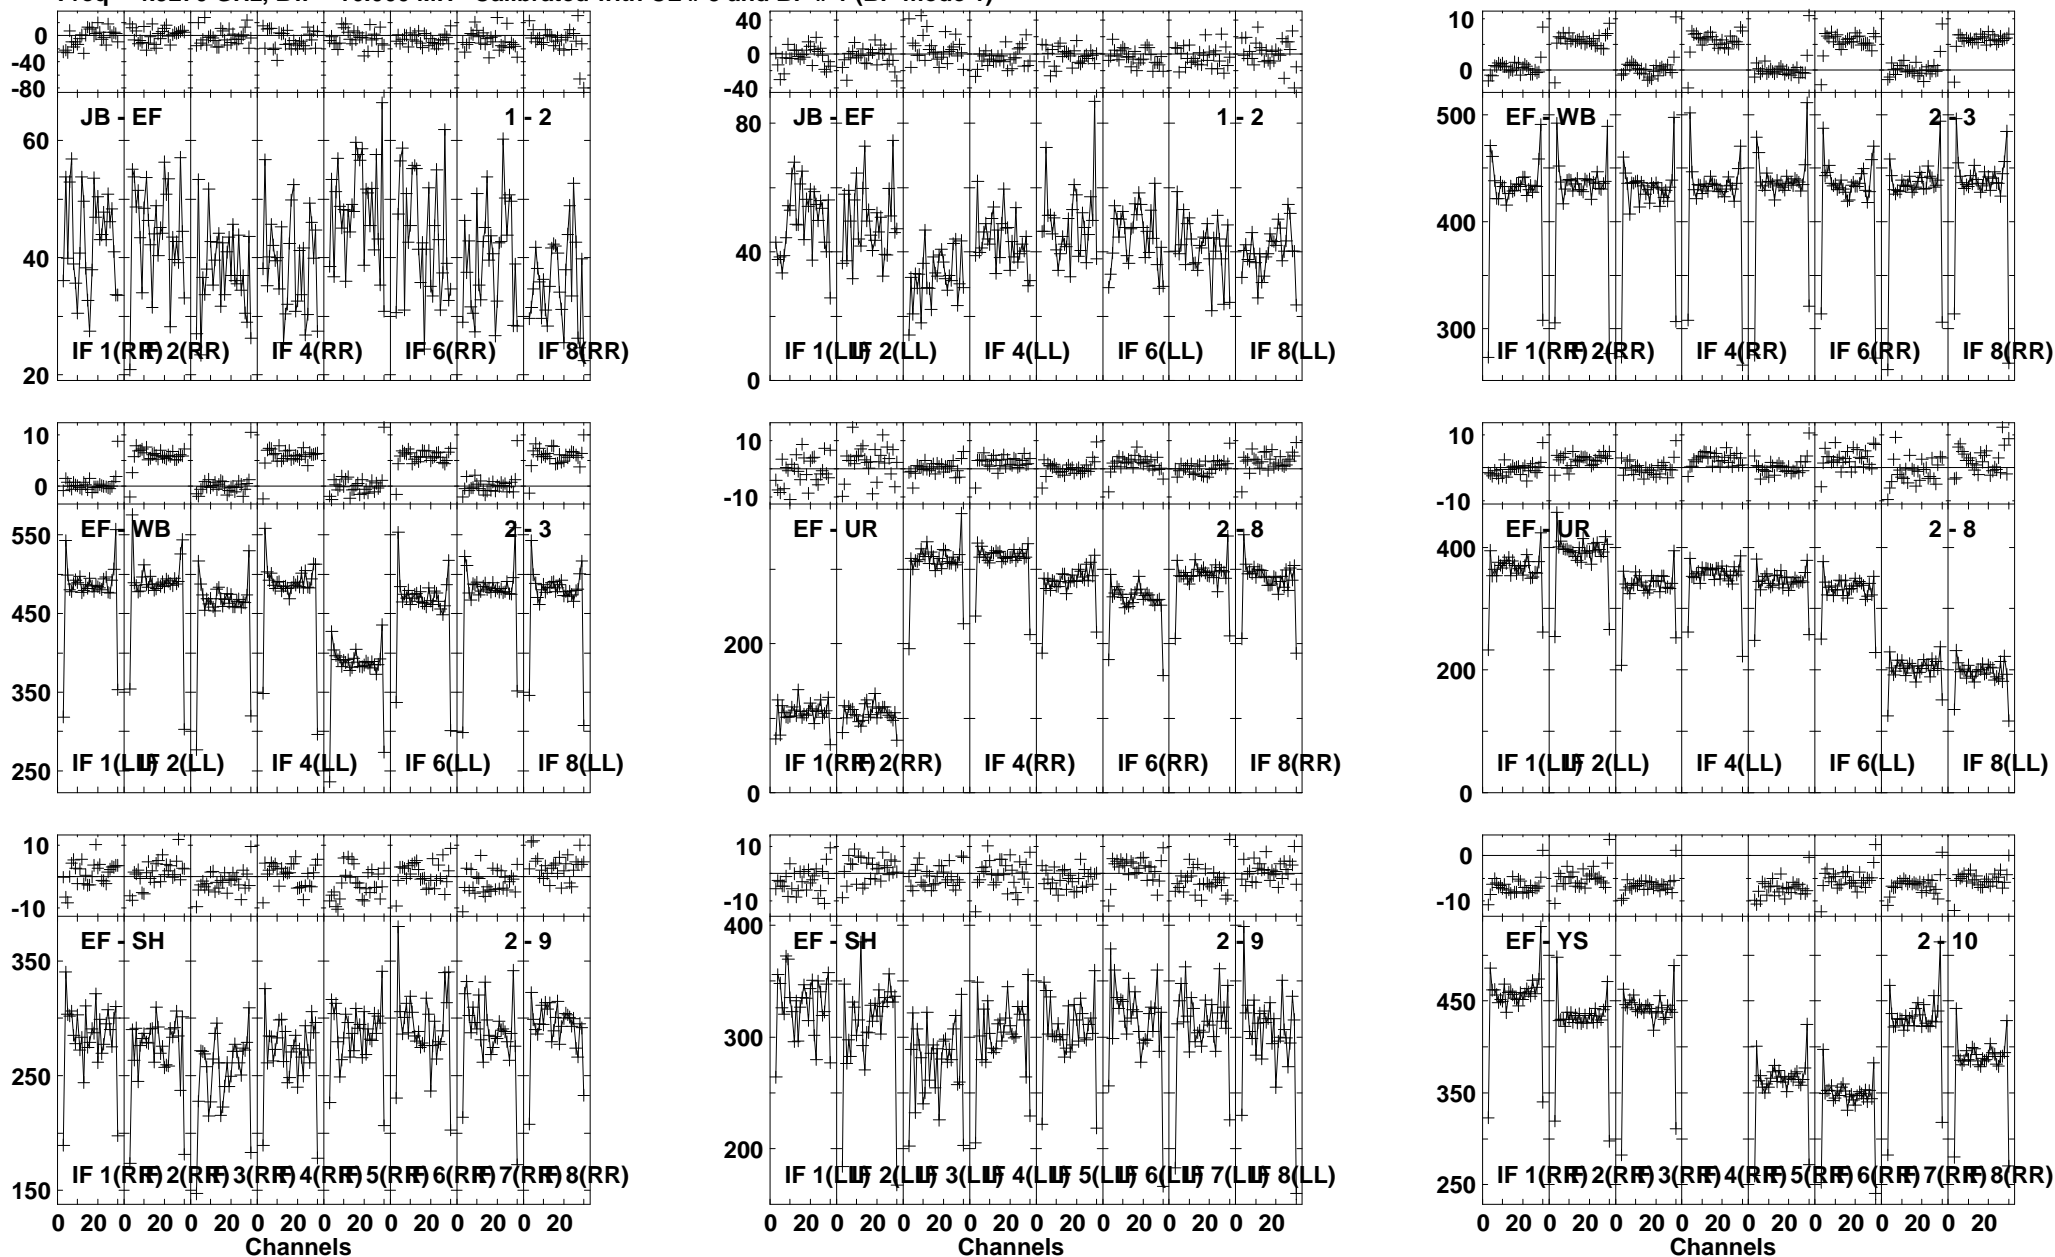 0 -40 -80
40 0 -40
10 0
JB - EF 1 - 2
60 40 20
IF 1(RR) IF 2(RR) IF 4(RR) IF 6(RR) IF 8(RR)
JB - EF 1 - 2
80 40 0
IF 1(LL) IF 2(LL) IF 4(LL) IF 6(LL) IF 8(LL)
EF - WB 2 - 3
500 400 300
IF 1(RR) IF 2(RR) IF 4(RR) IF 6(RR) IF 8(RR)
10 0
10 -10
10 -10
EF - WB 2 - 3
550 450 350 250
IF 1(LL) IF 2(LL) IF 4(LL) IF 6(LL) IF 8(LL)
EF - UR 2 - 8
200 0
IF 1(RR) IF 2(RR) IF 4(RR) IF 6(RR) IF 8(RR)
EF - UR 2 - 8
400 200 0
IF 1(LL) IF 2(LL) IF 4(LL) IF 6(LL) IF 8(LL)
10 -10
10 -10
0 -10
EF - SH 2 - 9
350 250 150
IF 1(RR) IF 2(RR) IF 3(RR) IF 4(RR) IF 5(RR) IF 6(RR) IF 7(RR) IF 8(RR)
0 20 0 20 0 20 0 20 0 20 0 20 0 20 0 20
Channels
EF - SH 2 - 9
400 300 200
IF 1(LL) IF 2(LL) IF 3(LL) IF 4(LL) IF 5(LL) IF 6(LL) IF 7(LL) IF 8(LL)
0 20 0 20 0 20 0 20 0 20 0 20 0 20 0 20
Channels
EF - YS 2 - 10
450 350 250
IF 1(RR) IF 2(RR) IF 3(RR) IF 4(RR) IF 5(RR) IF 6(RR) IF 7(RR) IF 8(RR)
0 20 0 20 0 20 0 20 0 20 0 20 0 20 0 20
Channels